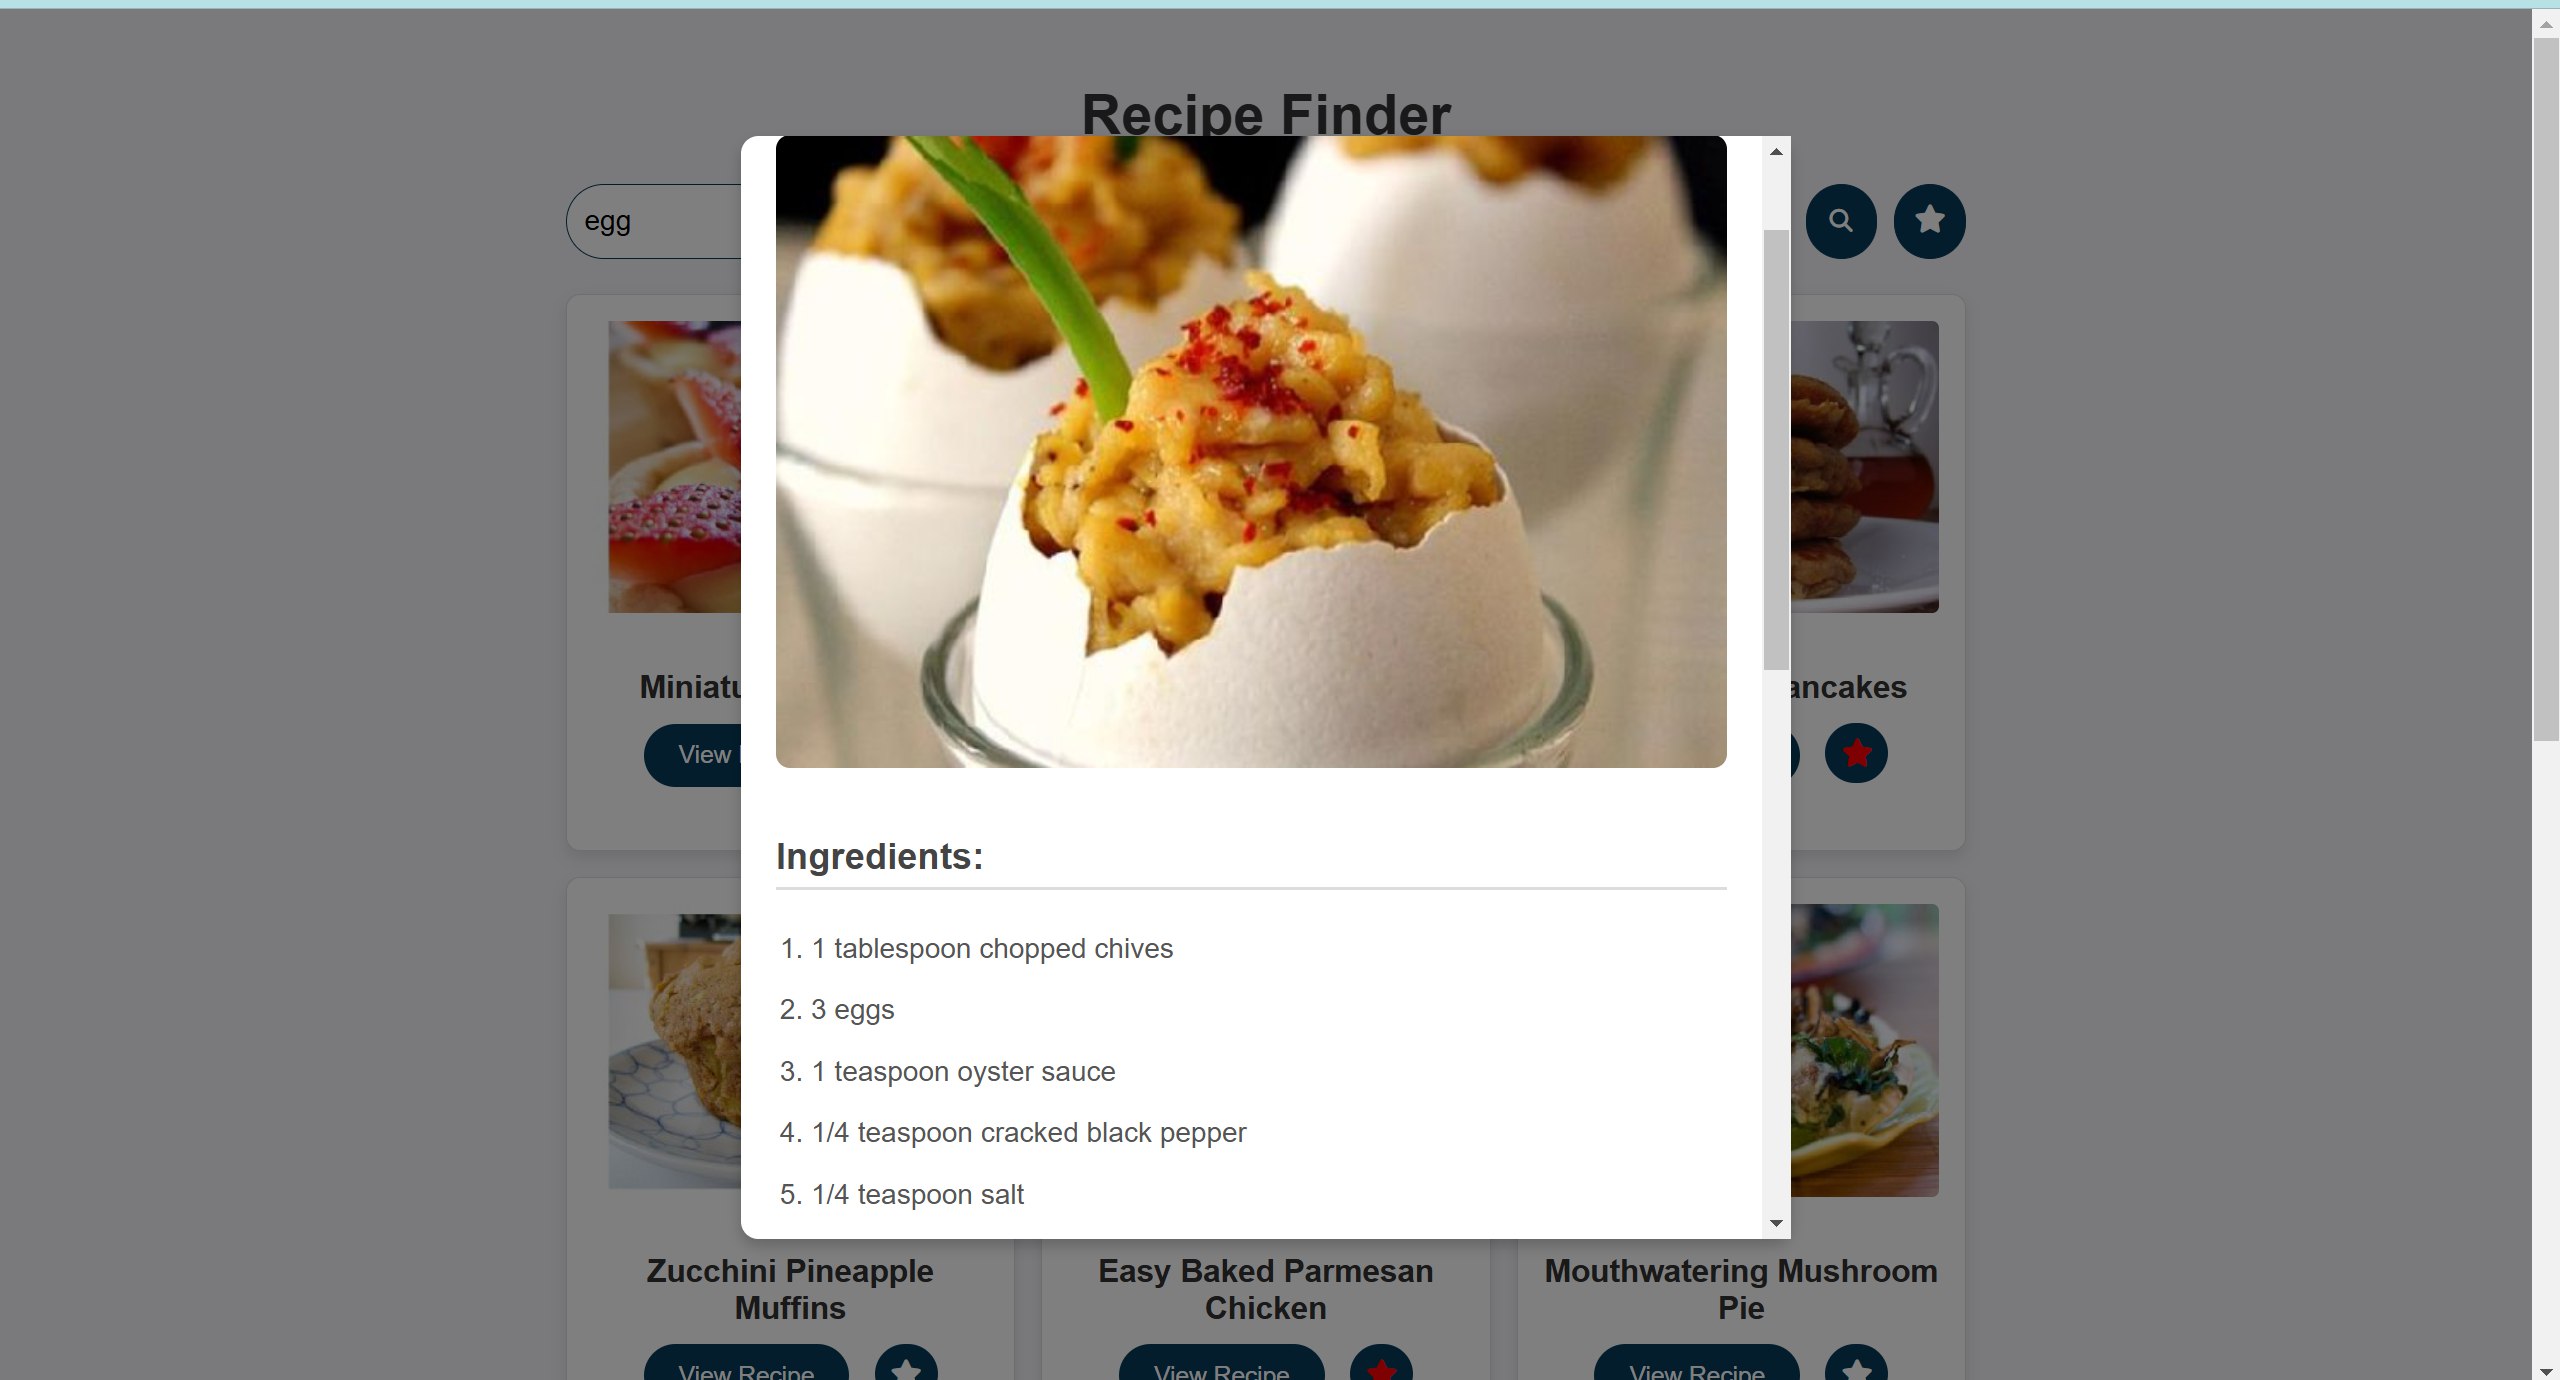 Recipe Finder
egg
Miniatu
View
ancakes
Ingredients:
1. 1 tablespoon chopped chives
2. 3 eggs
3. 1 teaspoon oyster sauce
4. 1/4 teaspoon cracked black pepper
5. 1/4 teaspoon salt
Zucchini Pineapple
Muffins
Easy Baked Parmesan
Chicken
Mouthwatering Mushroom
Pie
View Recipe
View Recipe
View Recipe